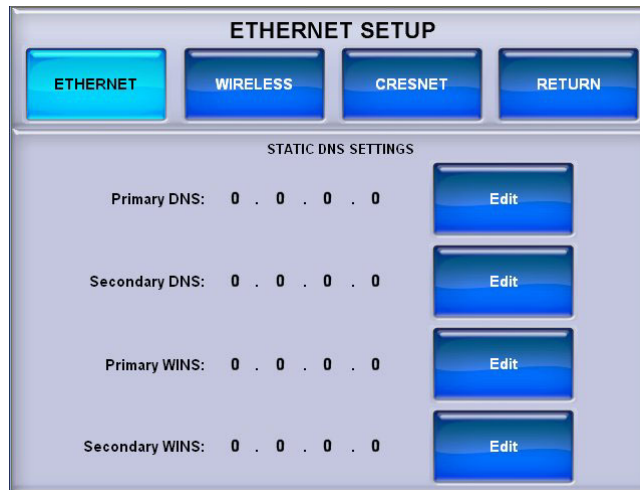 ETHERNET SETUP
ETHERNET WIRELESS CRESNET RETURN
STATIC DNS SETTINGS
Primary DNS: 0 . 0 . 0 . 0 Edit
Secondary DNS: 0 . 0 . 0 . 0 Edit
Primary WINS: 0 . 0 . 0 . 0 Edit
Secondary WINS: 0 . 0 . 0 . 0 Edit